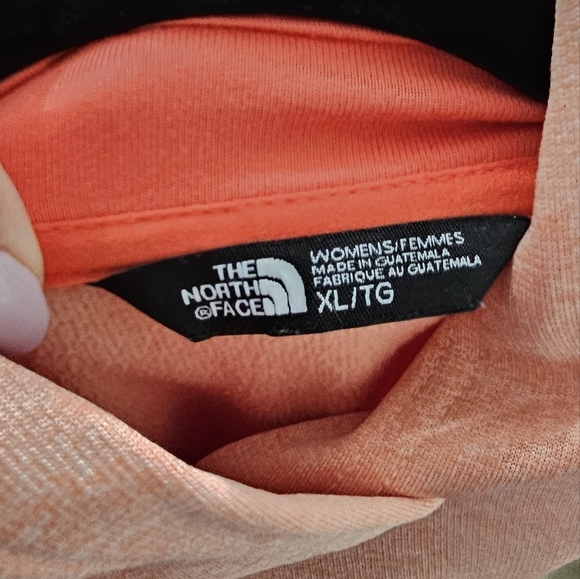 THE
NORTH
®FACE
WOMENS/FEMMES
MADE IN GUATEMALA
FABRIQUE AU GUATEMALA
XL/TG